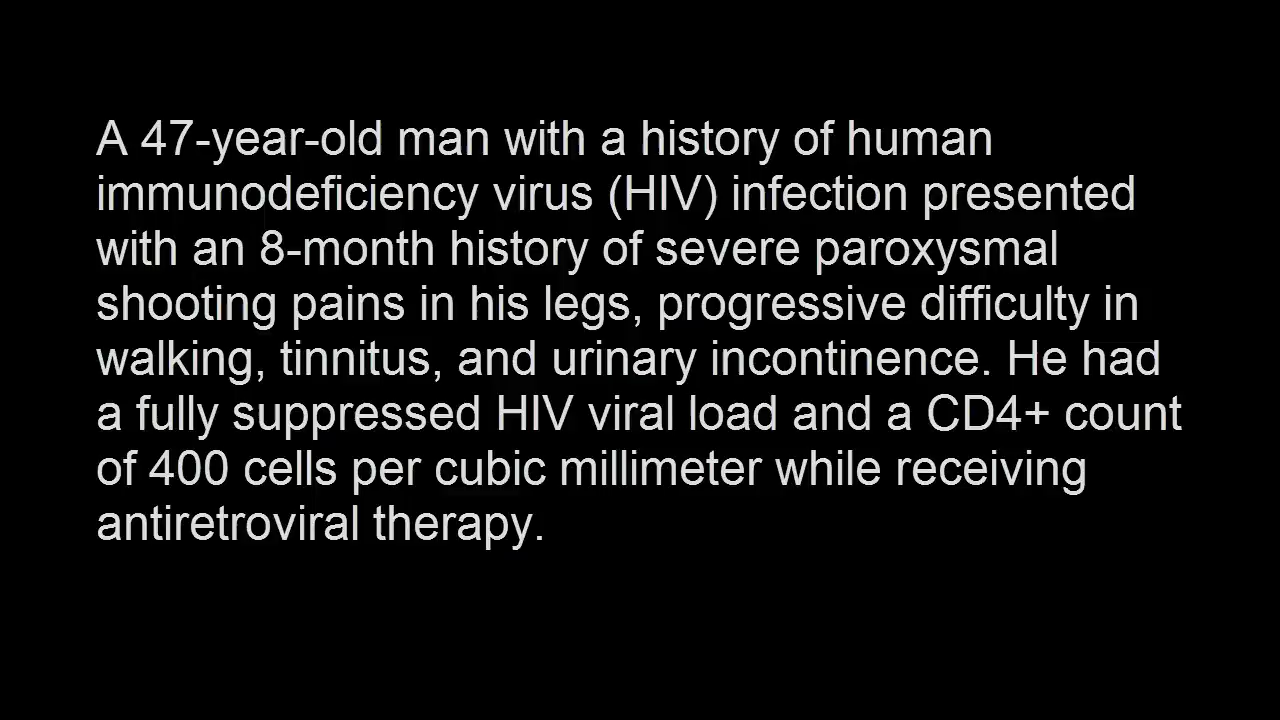 A 47-year-old man with a history of human
immunodeficiency virus (HIV) infection presented
with an 8-month history of severe paroxysmal
shooting pains in his legs, progressive difficulty in
walking, tinnitus, and urinary incontinence. He had
a fully suppressed HIV viral load and a CD4+ count
of 400 cells per cubic millimeter while receiving
antiretroviral therapy.